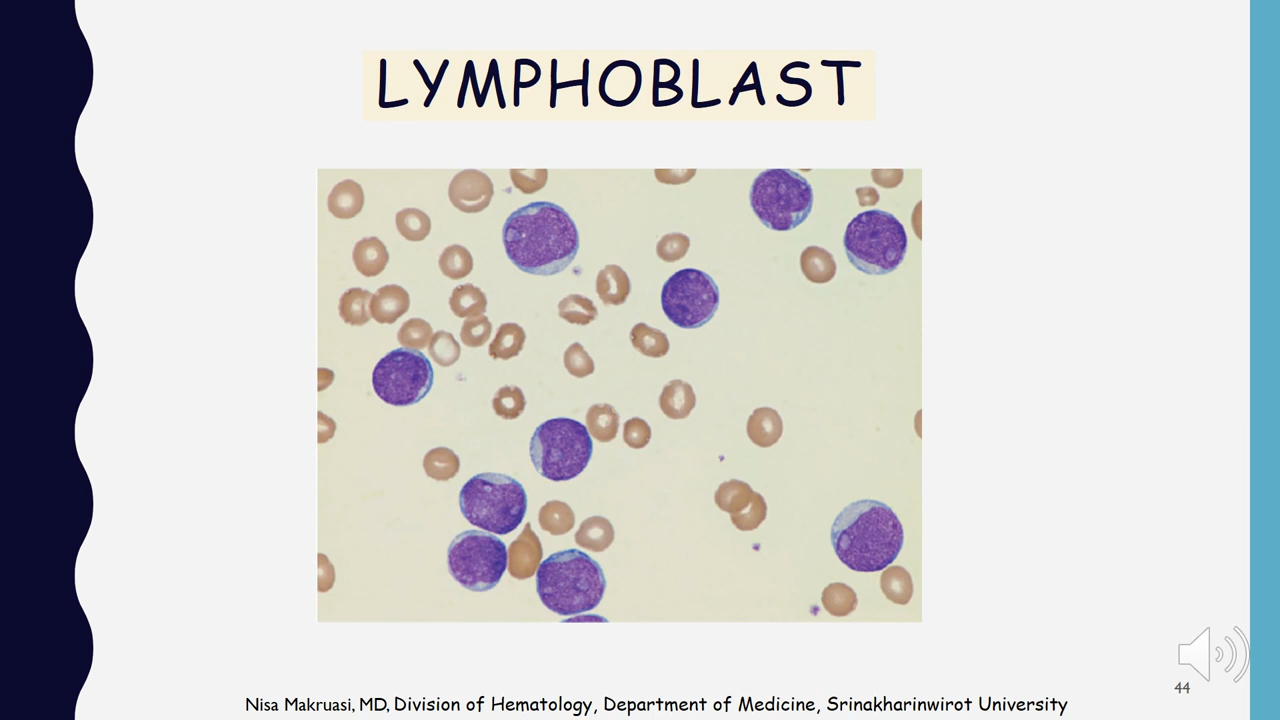 LYMPHOBLAST
44
Nisa Makruasi, MD, Division of Hematology, Department of Medicine, Srinakharinwirot University